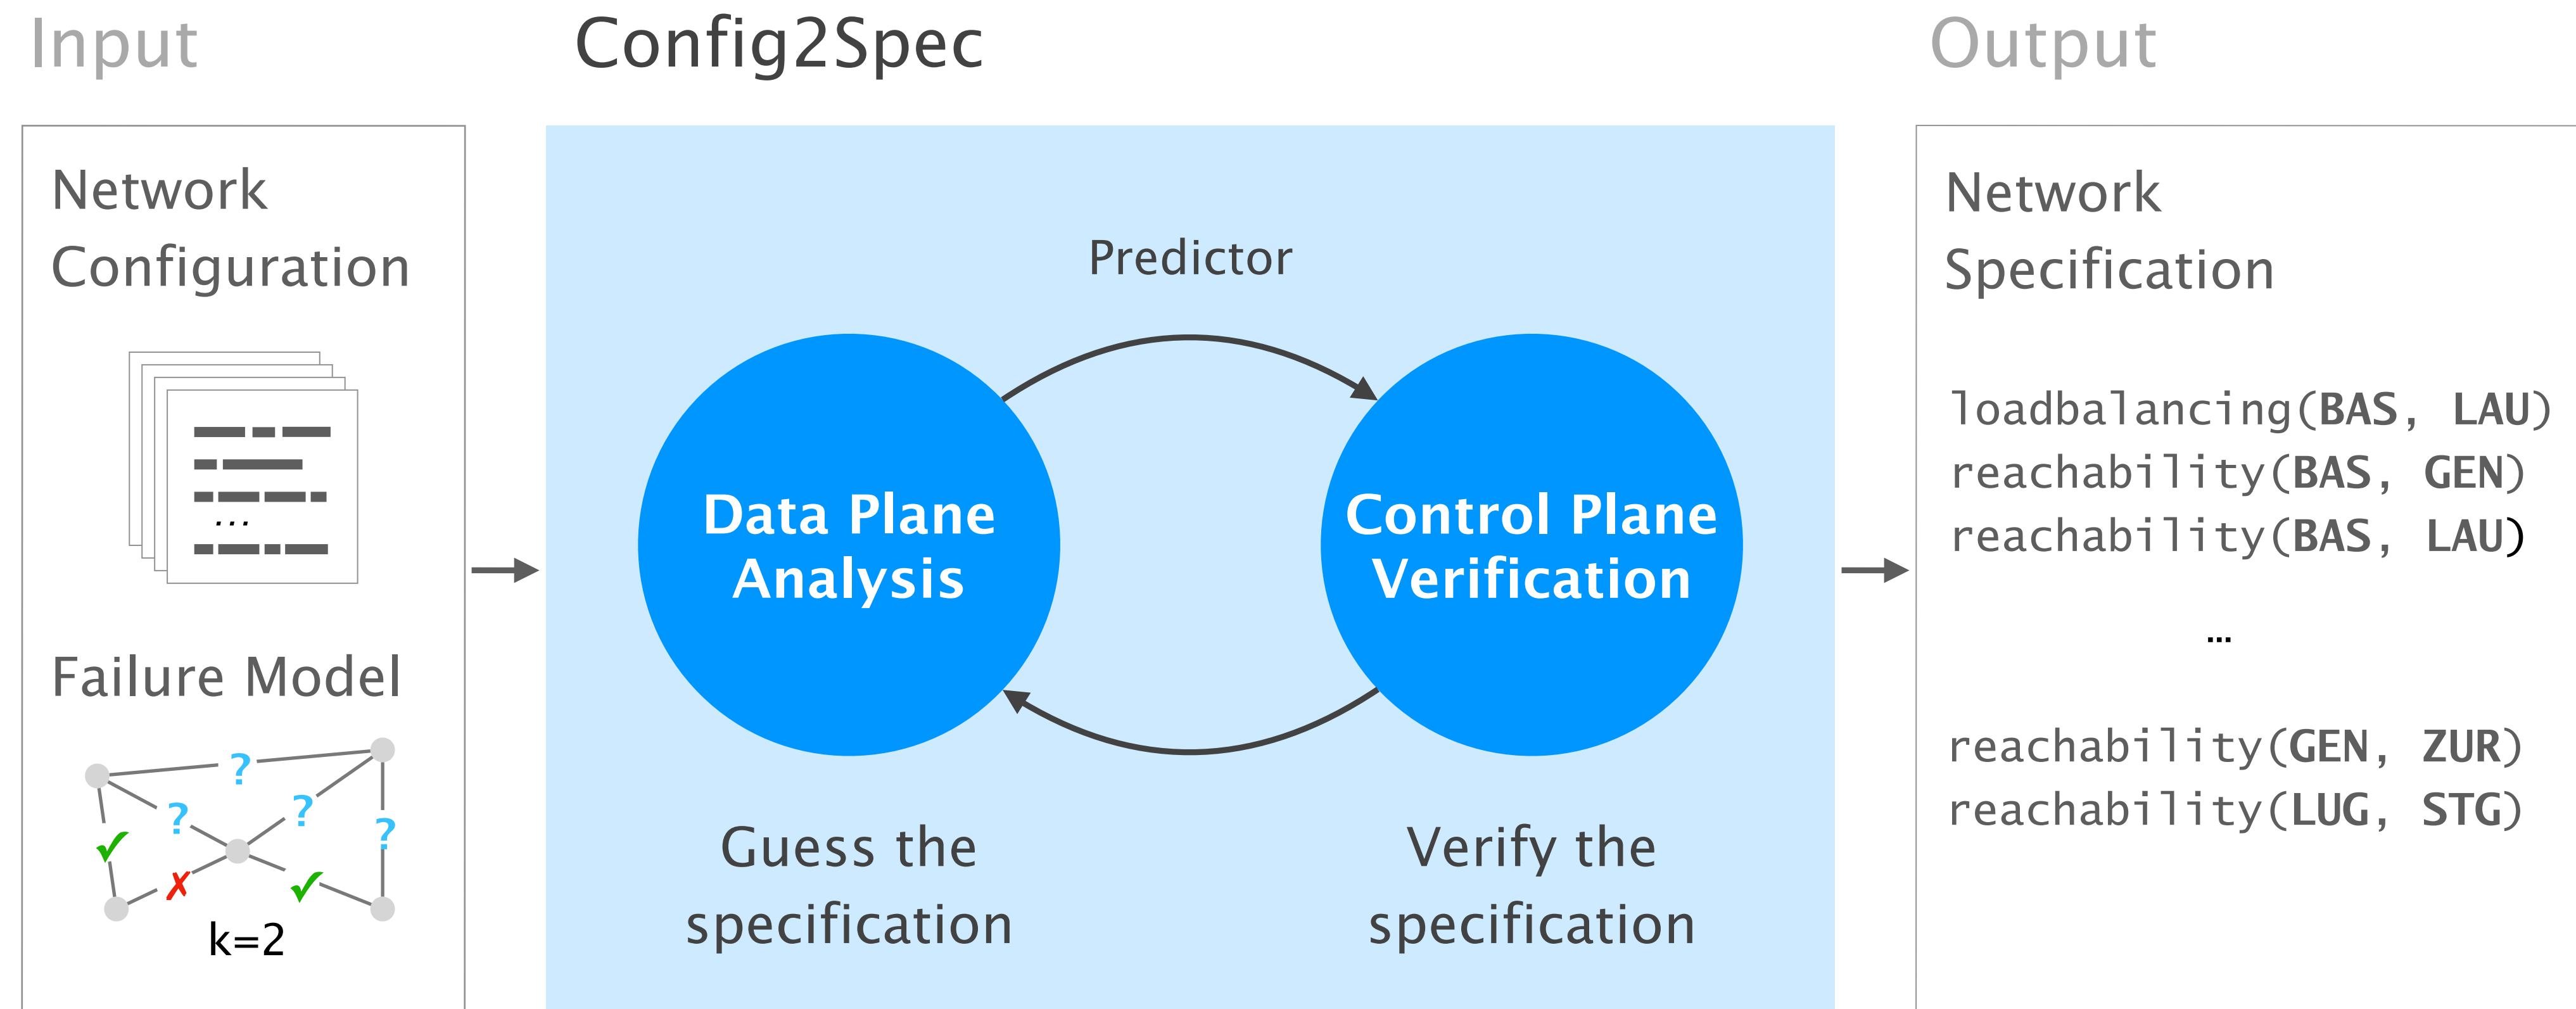 Input
Config2Spec
Output
Network
Configuration
...
Failure Model
?
?
?
?
✓
✗
✓
k=2
Predictor
Data Plane
Analysis
Control Plane
Verification
Guess the
specification
Verify the
specification
Network
Specification
loadbalancing(BAS, LAU)
reachability(BAS, GEN)
reachability(BAS, LAU)
...
reachability(GEN, ZUR)
reachability(LUG, STG)